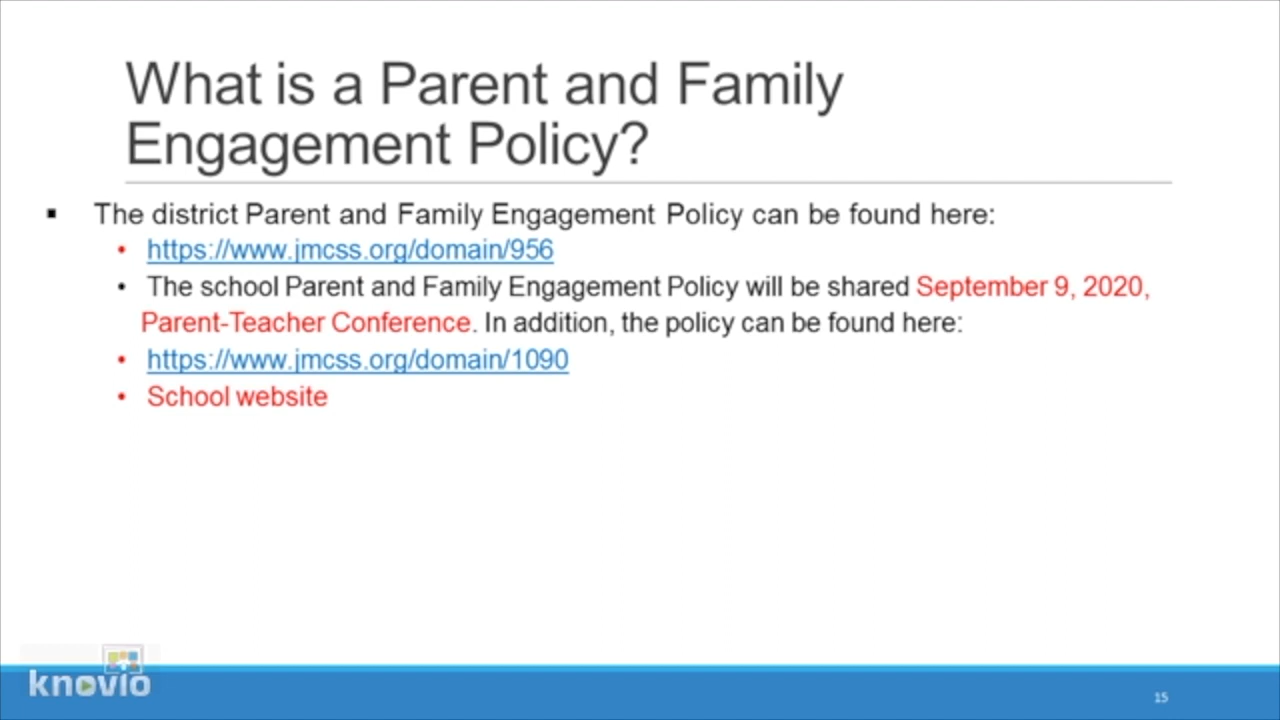 What is a Parent and Family
Engagement Policy?
▪ The district Parent and Family Engagement Policy can be found here:
• https://www.jmcss.org/domain/956
• The school Parent and Family Engagement Policy will be shared September 9, 2020,
Parent-Teacher Conference. In addition, the policy can be found here:
• https://www.jmcss.org/domain/1090
• School website
knovio
15